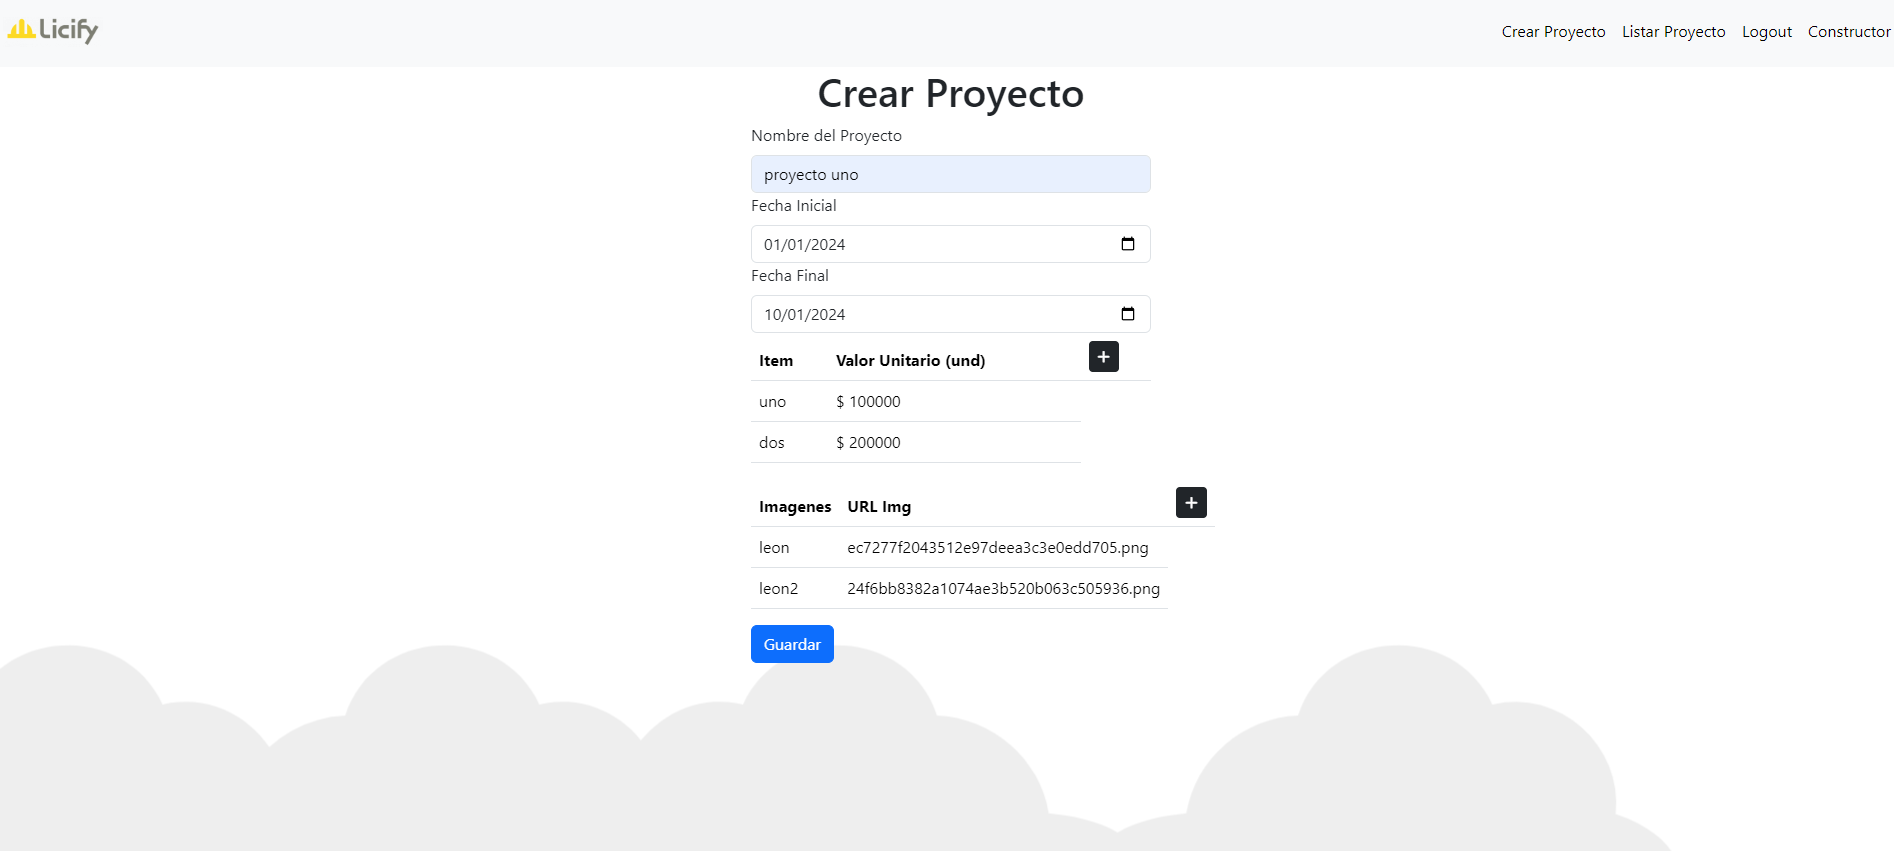 Licify
Crear Proyecto Listar Proyecto Logout Constructor
Crear Proyecto
Nombre del Proyecto
proyecto uno
Fecha Inicial
01/01/2024
Fecha Final
10/01/2024
Item Valor Unitario (und) +
uno $ 100000
dos $ 200000
Imagenes URL Img +
leon ec7277f2043512e97deea3c3e0edd705.png
leon2 24f6bb8382a1074ae3b520b063c505936.png
Guardar